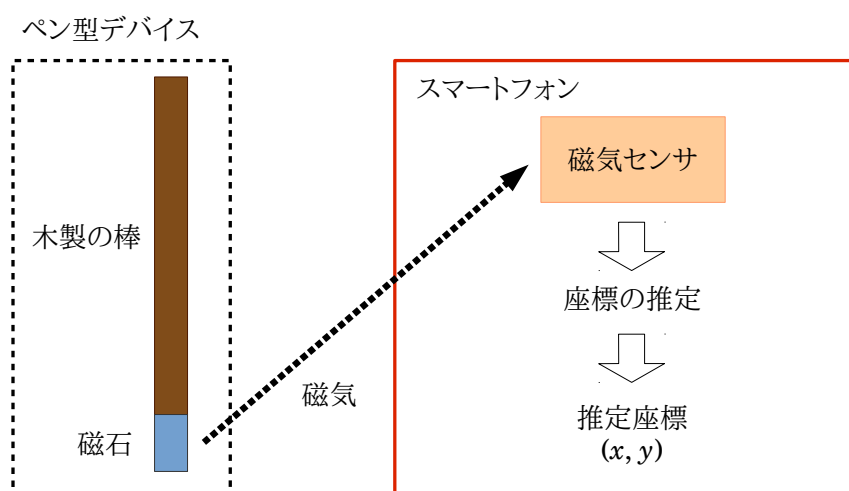 ペン型デバイス
木製の棒
磁石
磁気
スマートフォン
磁気センサ
座標の推定
推定座標
(x, y)